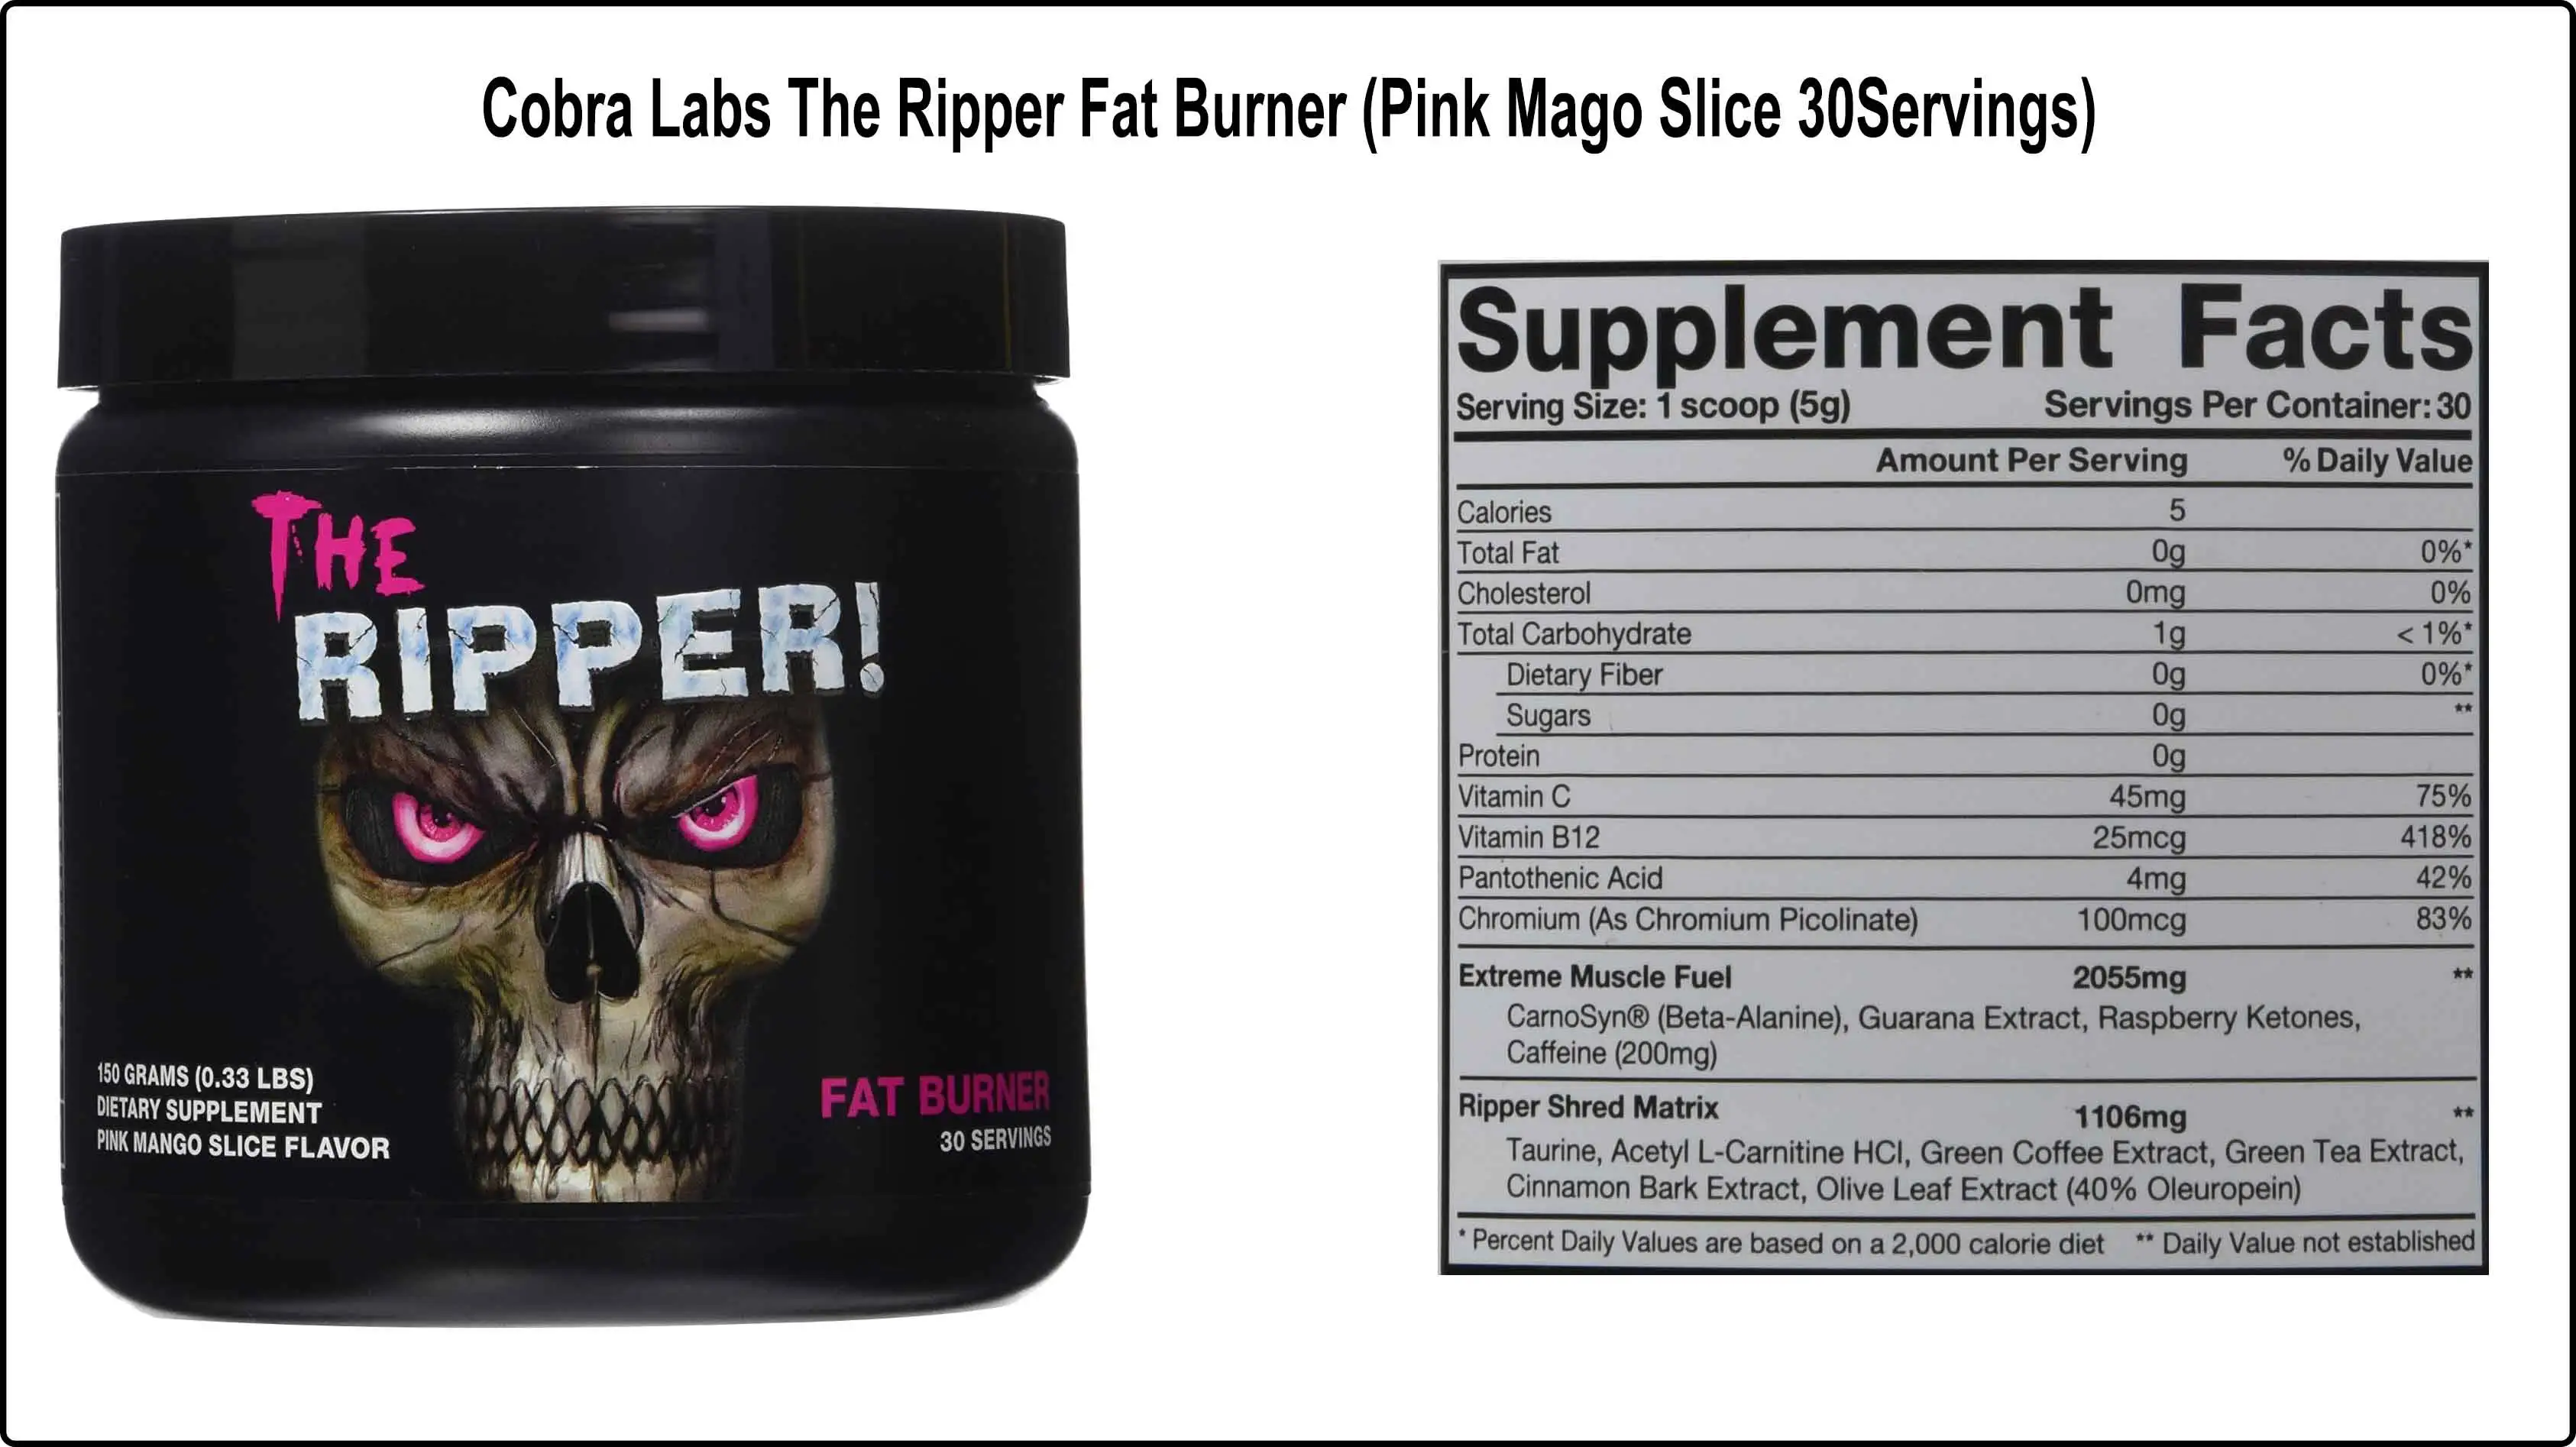 Cobra Labs The Ripper Fat Burner (Pink Mago Slice 30Servings)
THE
RIPPER!
150 GRAMS (0.33 LBS)
DIETARY SUPPLEMENT
PINK MANGO SLICE FLAVOR
FAT BURNER
30 SERVINGS
Supplement Facts
Serving Size: 1 scoop (5g) Servings Per Container: 30
Amount Per Serving % Daily Value
Calories 5
Total Fat 0g 0%*
Cholesterol 0mg 0%
Total Carbohydrate 1g < 1%*
Dietary Fiber 0g 0%*
Sugars 0g **
Protein 0g
Vitamin C 45mg 75%
Vitamin B12 25mcg 418%
Pantothenic Acid 4mg 42%
Chromium (As Chromium Picolinate) 100mcg 83%
Extreme Muscle Fuel 2055mg **
CarnoSyn® (Beta-Alanine), Guarana Extract, Raspberry Ketones,
Caffeine (200mg)
Ripper Shred Matrix 1106mg **
Taurine, Acetyl L-Carnitine HCl, Green Coffee Extract, Green Tea Extract,
Cinnamon Bark Extract, Olive Leaf Extract (40% Oleuropein)
* Percent Daily Values are based on a 2,000 calorie diet ** Daily Value not established